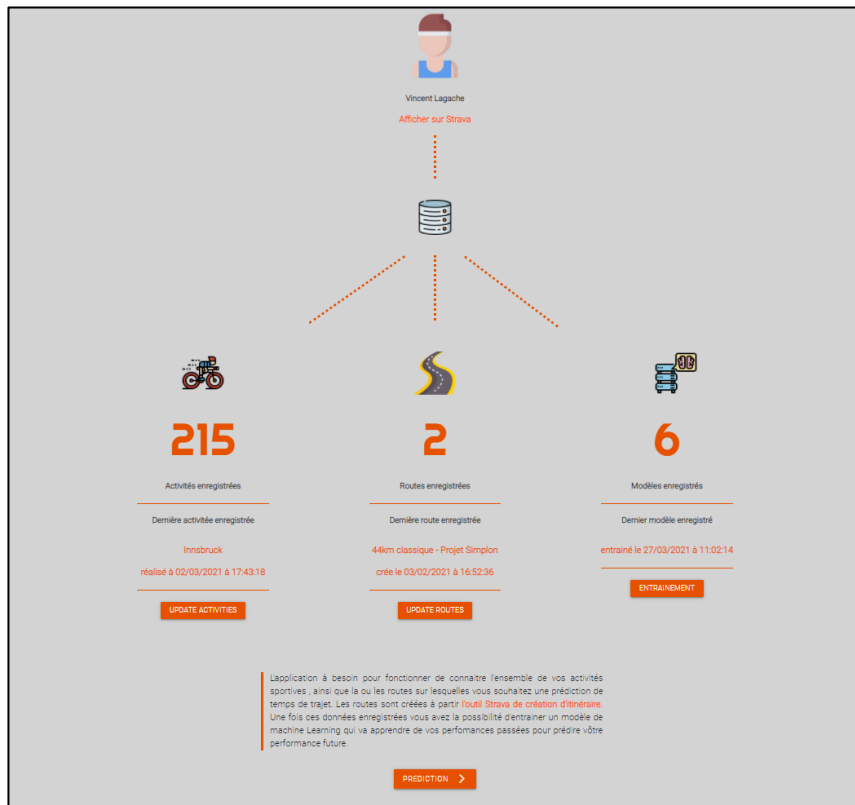 Vincent Lagache
Afficher sur Strava
215
2
6
Activités enregistrées
Routes enregistrées
Modèles enregistrés
Dernière activitée enregistrée
Dernière route enregistrée
Dernier modèle enregistré
Innsbruck
44km classique - Projet Simplon
entrainé le 27/03/2021 à 11:02:14
réalisé à 02/03/2021 à 17:43:18
crée le 03/02/2021 à 16:52:36
UPDATE ACTIVITIES
UPDATE ROUTES
ENTRAINEMENT
L'application à besoin pour fonctionner de connaitre l'ensemble de vos activités
sportives , ainsi que la ou les routes sur lesquelles vous souhaitez une prédiction de
temps de trajet. Les routes sont créées à partir l'outil Strava de création d'itinéraire.
Une fois ces données enregistrées vous avez la possibilité d'entrainer un modèle de
machine Learning qui va apprendre de vos perfomances passées pour prédire vôtre
performance future.
PREDICTION